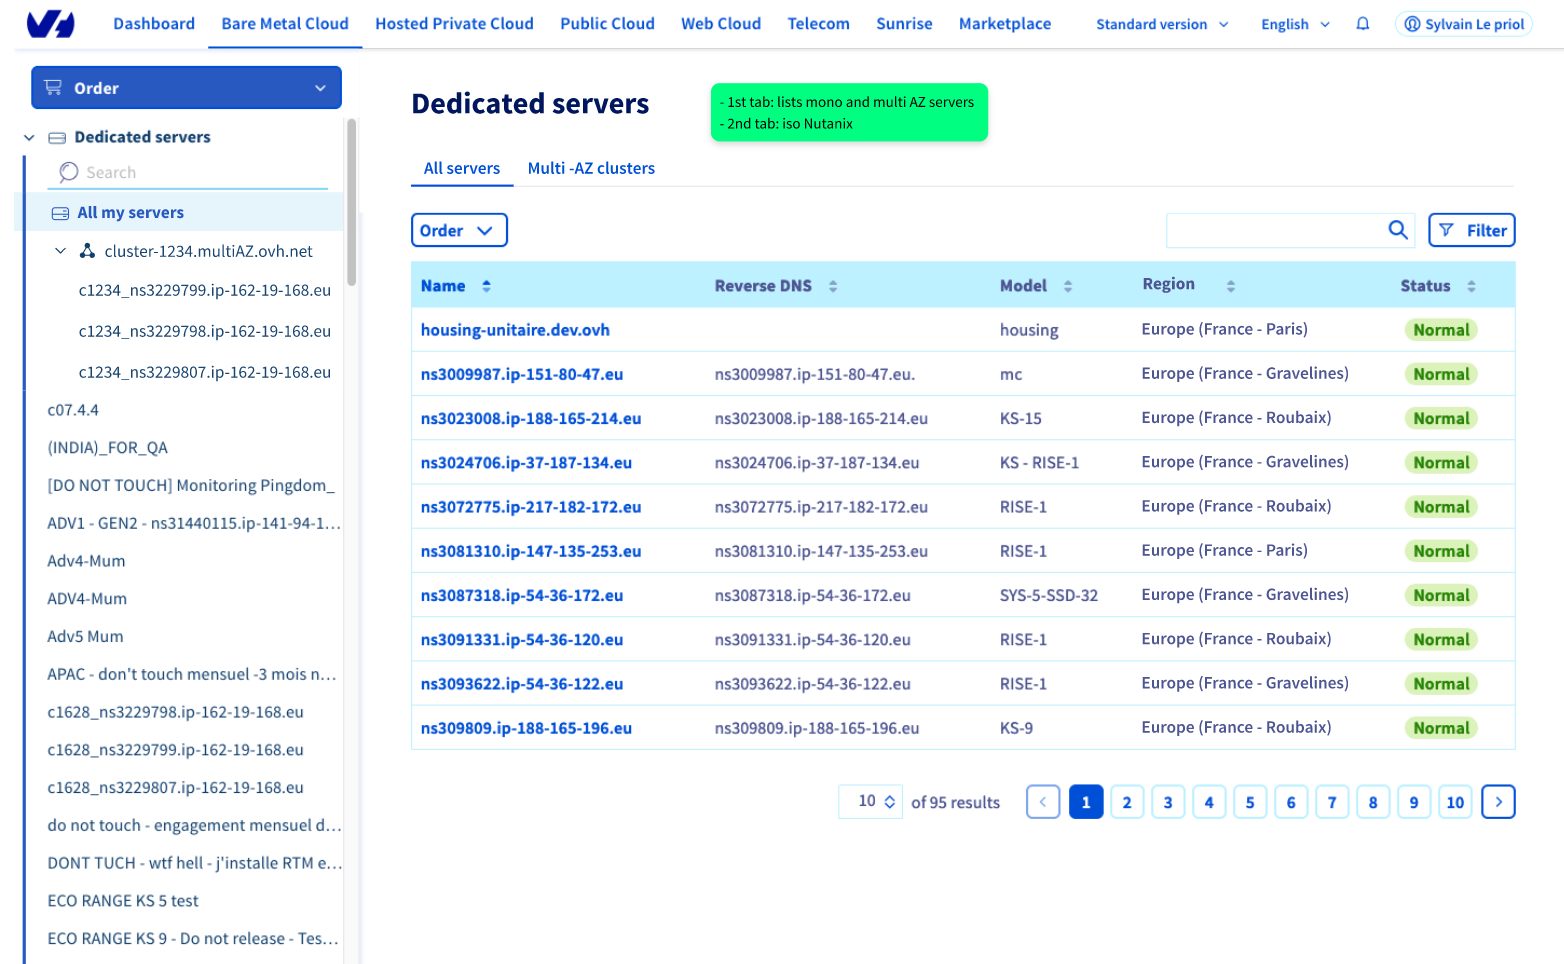 Dashboard
Bare Metal Cloud
Hosted Private Cloud
Public Cloud
Web Cloud
Telecom
Sunrise
Marketplace
Standard version
English
Sylvain Le priol
Order
Dedicated servers
Search
All my servers
cluster-1234.multiAZ.ovh.net
c1234_ns3229799.ip-162-19-168.eu
c1234_ns3229798.ip-162-19-168.eu
c1234_ns3229807.ip-162-19-168.eu
c07.4.4
(INDIA)_FOR_QA
[DO NOT TOUCH] Monitoring Pingdom_
ADV1 - GEN2 - ns31440115.ip-141-94-1...
Adv4-Mum
ADV4-Mum
Adv5 Mum
APAC - don't touch mensuel -3 mois n...
c1628_ns3229798.ip-162-19-168.eu
c1628_ns3229799.ip-162-19-168.eu
c1628_ns3229807.ip-162-19-168.eu
do not touch - engagement mensuel d...
DONT TUCH - wtf hell - j'installe RTM e...
ECO RANGE KS 5 test
ECO RANGE KS 9 - Do not release - Tes...
Dedicated servers
- 1st tab: lists mono and multi AZ servers
- 2nd tab: iso Nutanix
All servers
Multi -AZ clusters
Order
Filter
Name Reverse DNS Model Region Status
housing-unitaire.dev.ovh housing Europe (France - Paris) Normal
ns3009987.ip-151-80-47.eu ns3009987.ip-151-80-47.eu. mc Europe (France - Gravelines) Normal
ns3023008.ip-188-165-214.eu ns3023008.ip-188-165-214.eu KS-15 Europe (France - Roubaix) Normal
ns3024706.ip-37-187-134.eu ns3024706.ip-37-187-134.eu KS - RISE-1 Europe (France - Gravelines) Normal
ns3072775.ip-217-182-172.eu ns3072775.ip-217-182-172.eu RISE-1 Europe (France - Roubaix) Normal
ns3081310.ip-147-135-253.eu ns3081310.ip-147-135-253.eu RISE-1 Europe (France - Paris) Normal
ns3087318.ip-54-36-172.eu ns3087318.ip-54-36-172.eu SYS-5-SSD-32 Europe (France - Gravelines) Normal
ns3091331.ip-54-36-120.eu ns3091331.ip-54-36-120.eu RISE-1 Europe (France - Roubaix) Normal
ns3093622.ip-54-36-122.eu ns3093622.ip-54-36-122.eu RISE-1 Europe (France - Gravelines) Normal
ns309809.ip-188-165-196.eu ns309809.ip-188-165-196.eu KS-9 Europe (France - Roubaix) Normal
10 of 95 results 1 2 3 4 5 6 7 8 9 10